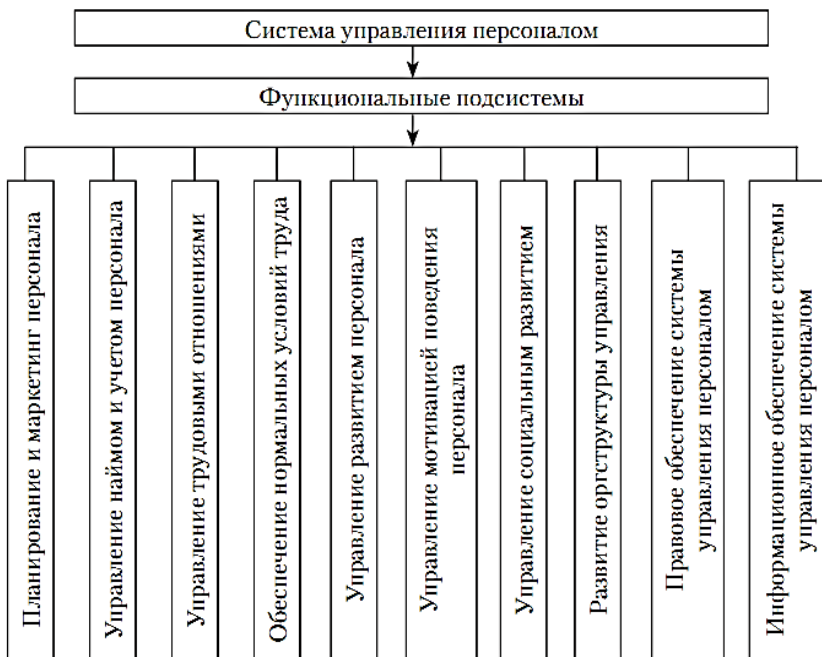 Система управления персоналом
Функциональные подсистемы
Планирование и маркетинг персонала
Управление наймом и учетом персонала
Управление трудовыми отношениями
Обеспечение нормальных условий труда
Управление развитием персонала
Управление мотивацией поведения
персонала
Управление социальным развитием
Развитие оргструктуры управления
Правовое обеспечение системы
управления персоналом
Информационное обеспечение системы
управления персоналом